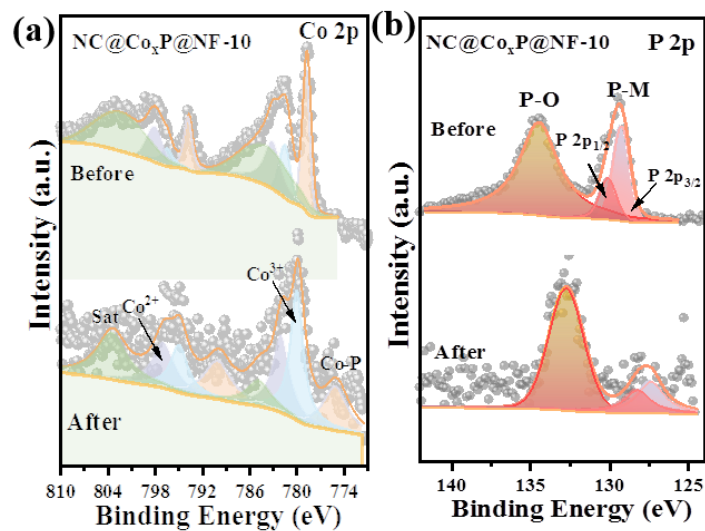 (a)
NC@CoxP@NF-10
Co 2p
Before
Co3+
Co2+
Sat
Co-P
After
Intensity (a.u.)
810 804 798 792 786 780 774
Binding Energy (eV)
(b)
NC@CoxP@NF-10
P 2p
P-O
P-M
Before
P 2p1/2
P 2p3/2
After
Intensity (a.u.)
140 135 130 125
Binding Energy (eV)